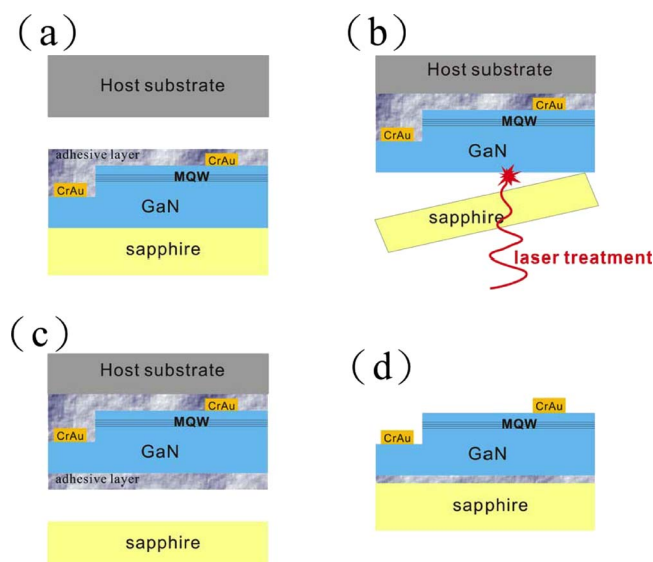 (a)
Host substrate
adhesive layer
CrAu
CrAu
MQW
GaN
sapphire
(b)
Host substrate
CrAu
CrAu
MQW
GaN
sapphire
laser treatment
(c)
Host substrate
CrAu
CrAu
MQW
GaN
adhesive layer
sapphire
(d)
CrAu
CrAu
MQW
GaN
sapphire